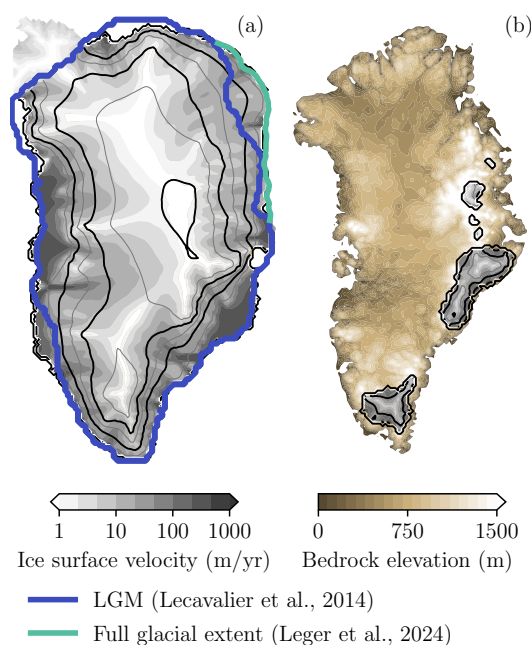 (a)
(b)
1 10 100 1000
Ice surface velocity (m/yr)
0 750 1500
Bedrock elevation (m)
LGM (Lecavalier et al., 2014)
Full glacial extent (Leger et al., 2024)